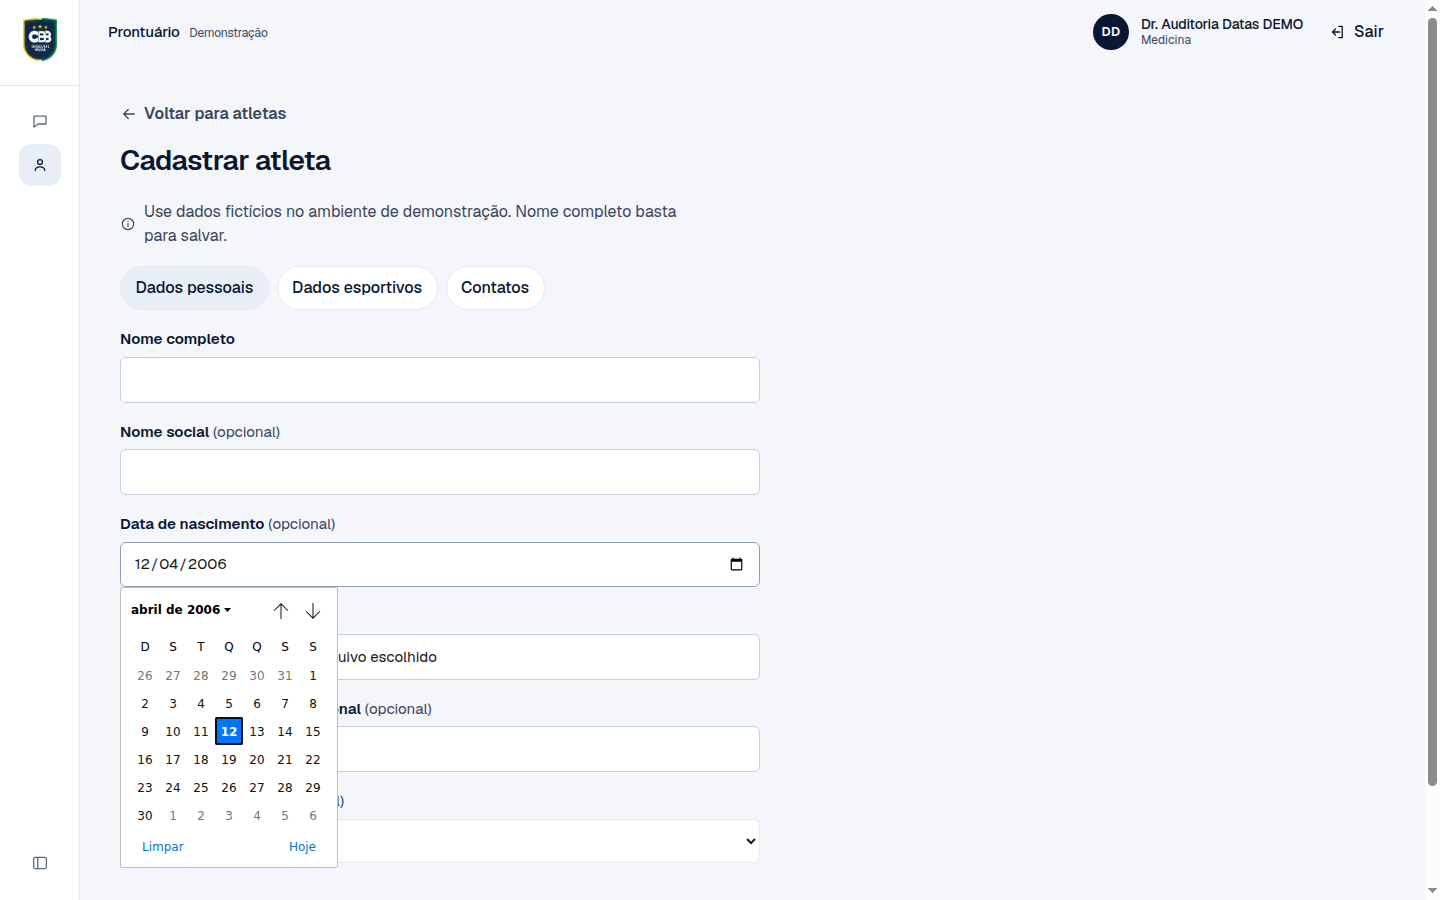 CBB
Prontuário Demonstração
DD
Dr. Auditoria Datas DEMO
Medicina
Sair
Voltar para atletas
Cadastrar atleta
Use dados fictícios no ambiente de demonstração. Nome completo basta
para salvar.
Dados pessoais
Dados esportivos
Contatos
Nome completo
Nome social (opcional)
Data de nascimento (opcional)
12/04/2006
abril de 2006
D S T Q Q S S
26 27 28 29 30 31 1
2 3 4 5 6 7 8
9 10 11 12 13 14 15
16 17 18 19 20 21 22
23 24 25 26 27 28 29
30 1 2 3 4 5 6
Limpar Hoje
uivo escolhido
nal (opcional)
l)